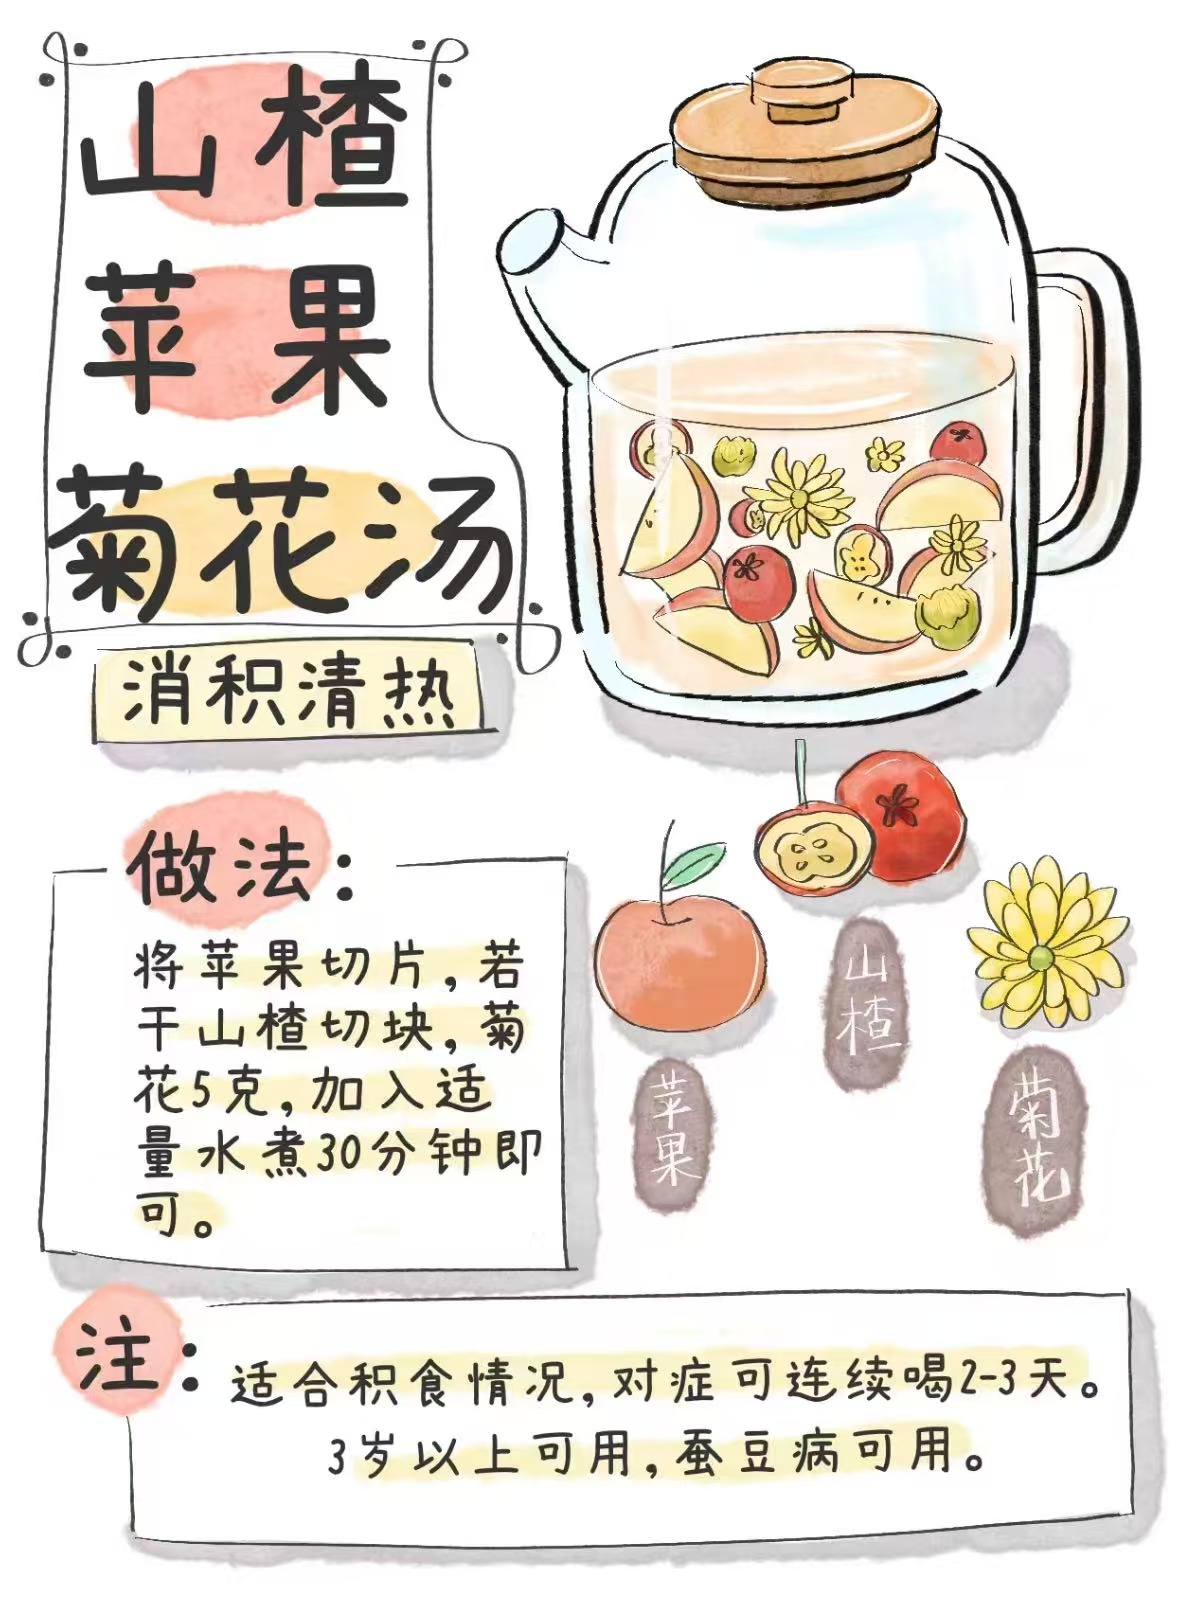 山楂
苹果
菊花汤
消积清热
做法：
将苹果切片，若
干山楂切块，菊
花5克，加入适
量水煮30分钟即
可。
山楂
苹果
菊花
注：
适合积食情况，对症可连续喝2-3天。
3岁以上可用，蚕豆病可用。